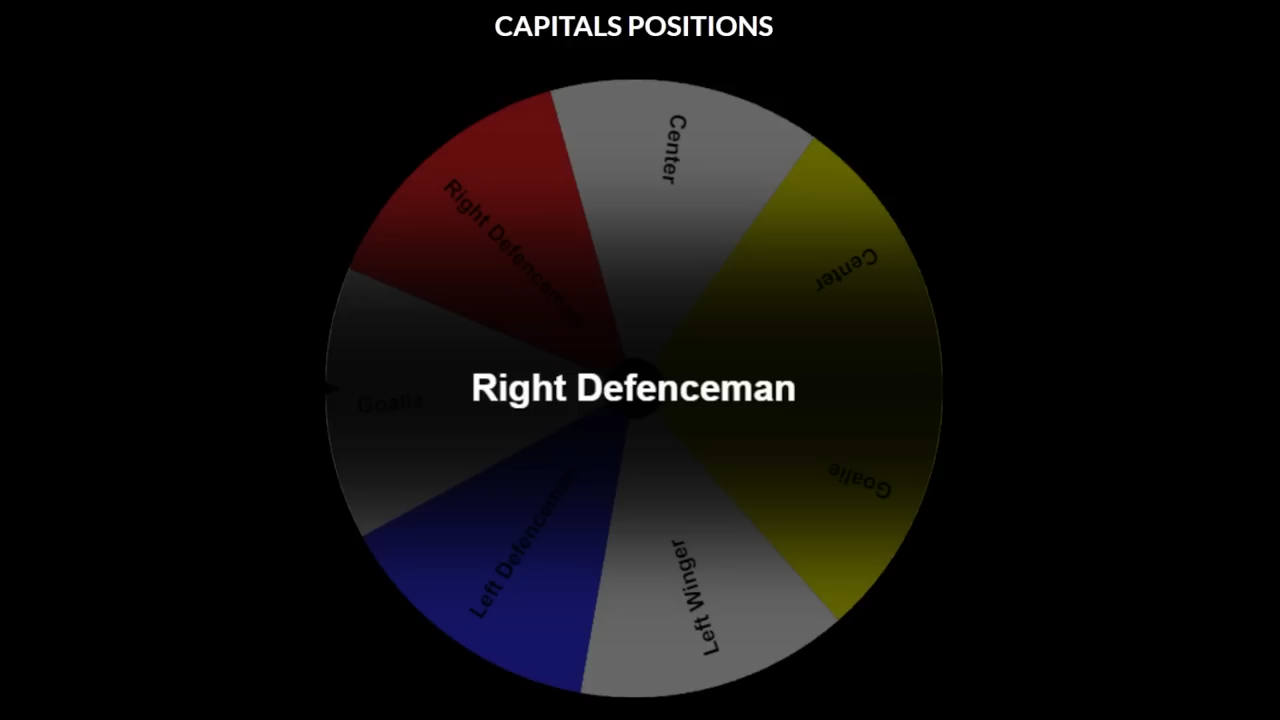 CAPITALS POSITIONS
Center
Right Defenceman
Center
Right Defenceman
Goalie
Goalie
Left Defenceman
Left Winger